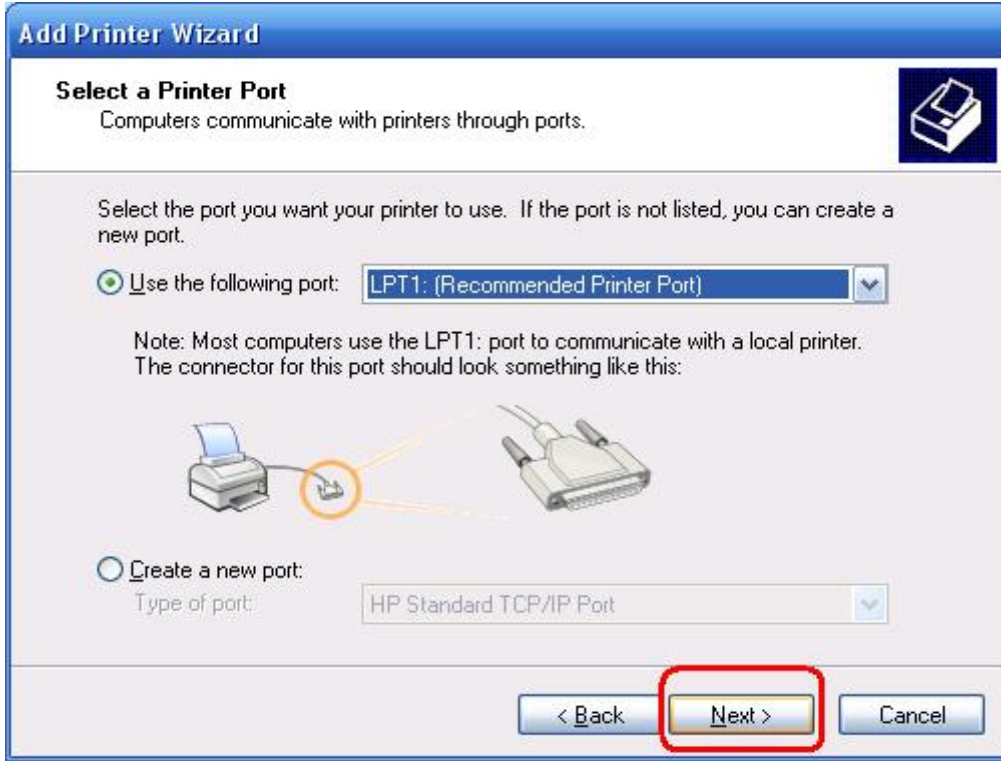 Add Printer Wizard
Select a Printer Port
Computers communicate with printers through ports.
Select the port you want your printer to use.  If the port is not listed, you can create a
new port.
Use the following port: LPT1: (Recommended Printer Port)
Note: Most computers use the LPT1: port to communicate with a local printer.
The connector for this port should look something like this:
Create a new port:
Type of port: HP Standard TCP/IP Port
< Back Next > Cancel